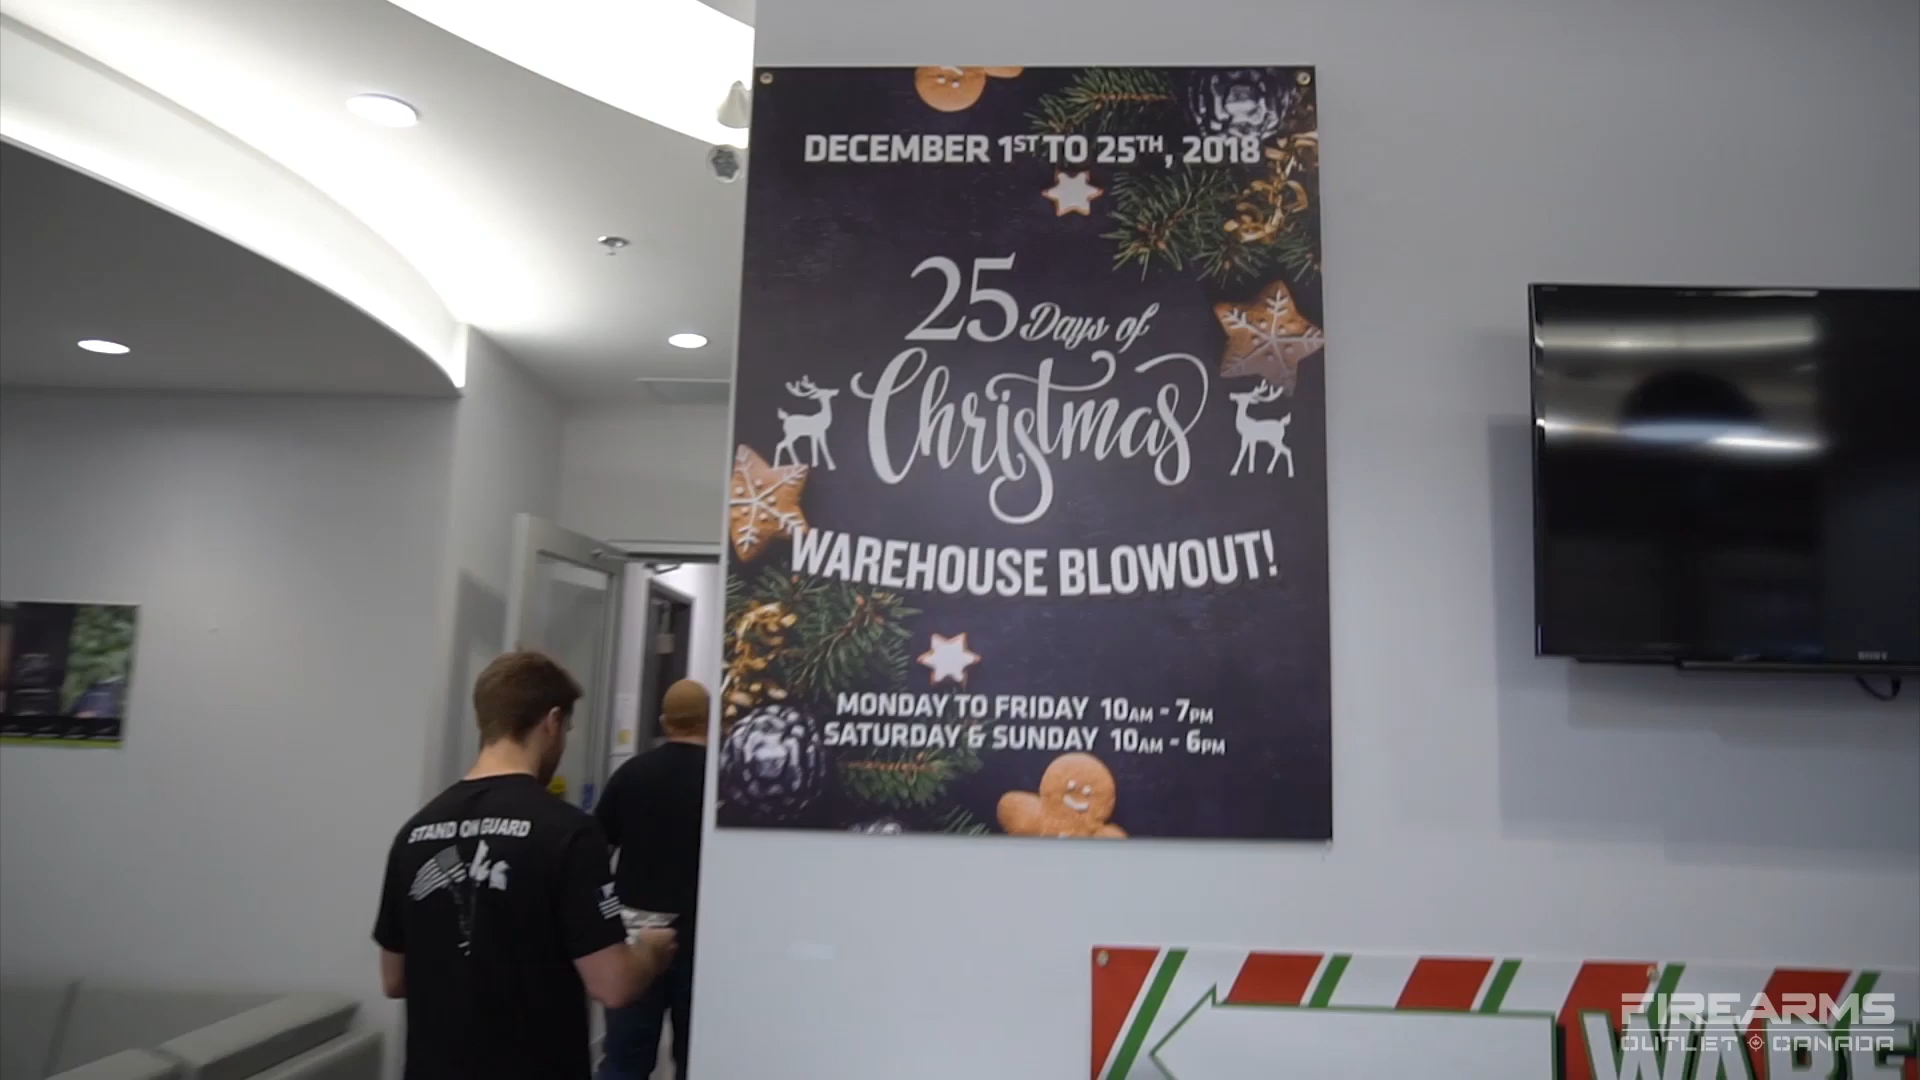 DECEMBER 1ST TO 25TH, 2018
25 Days of
Christmas
WAREHOUSE BLOWOUT!
MONDAY TO FRIDAY 10AM - 7PM
SATURDAY & SUNDAY 10AM - 6PM
STAND ON GUARD
SONY
FIREARMS
OUTLET CANADA